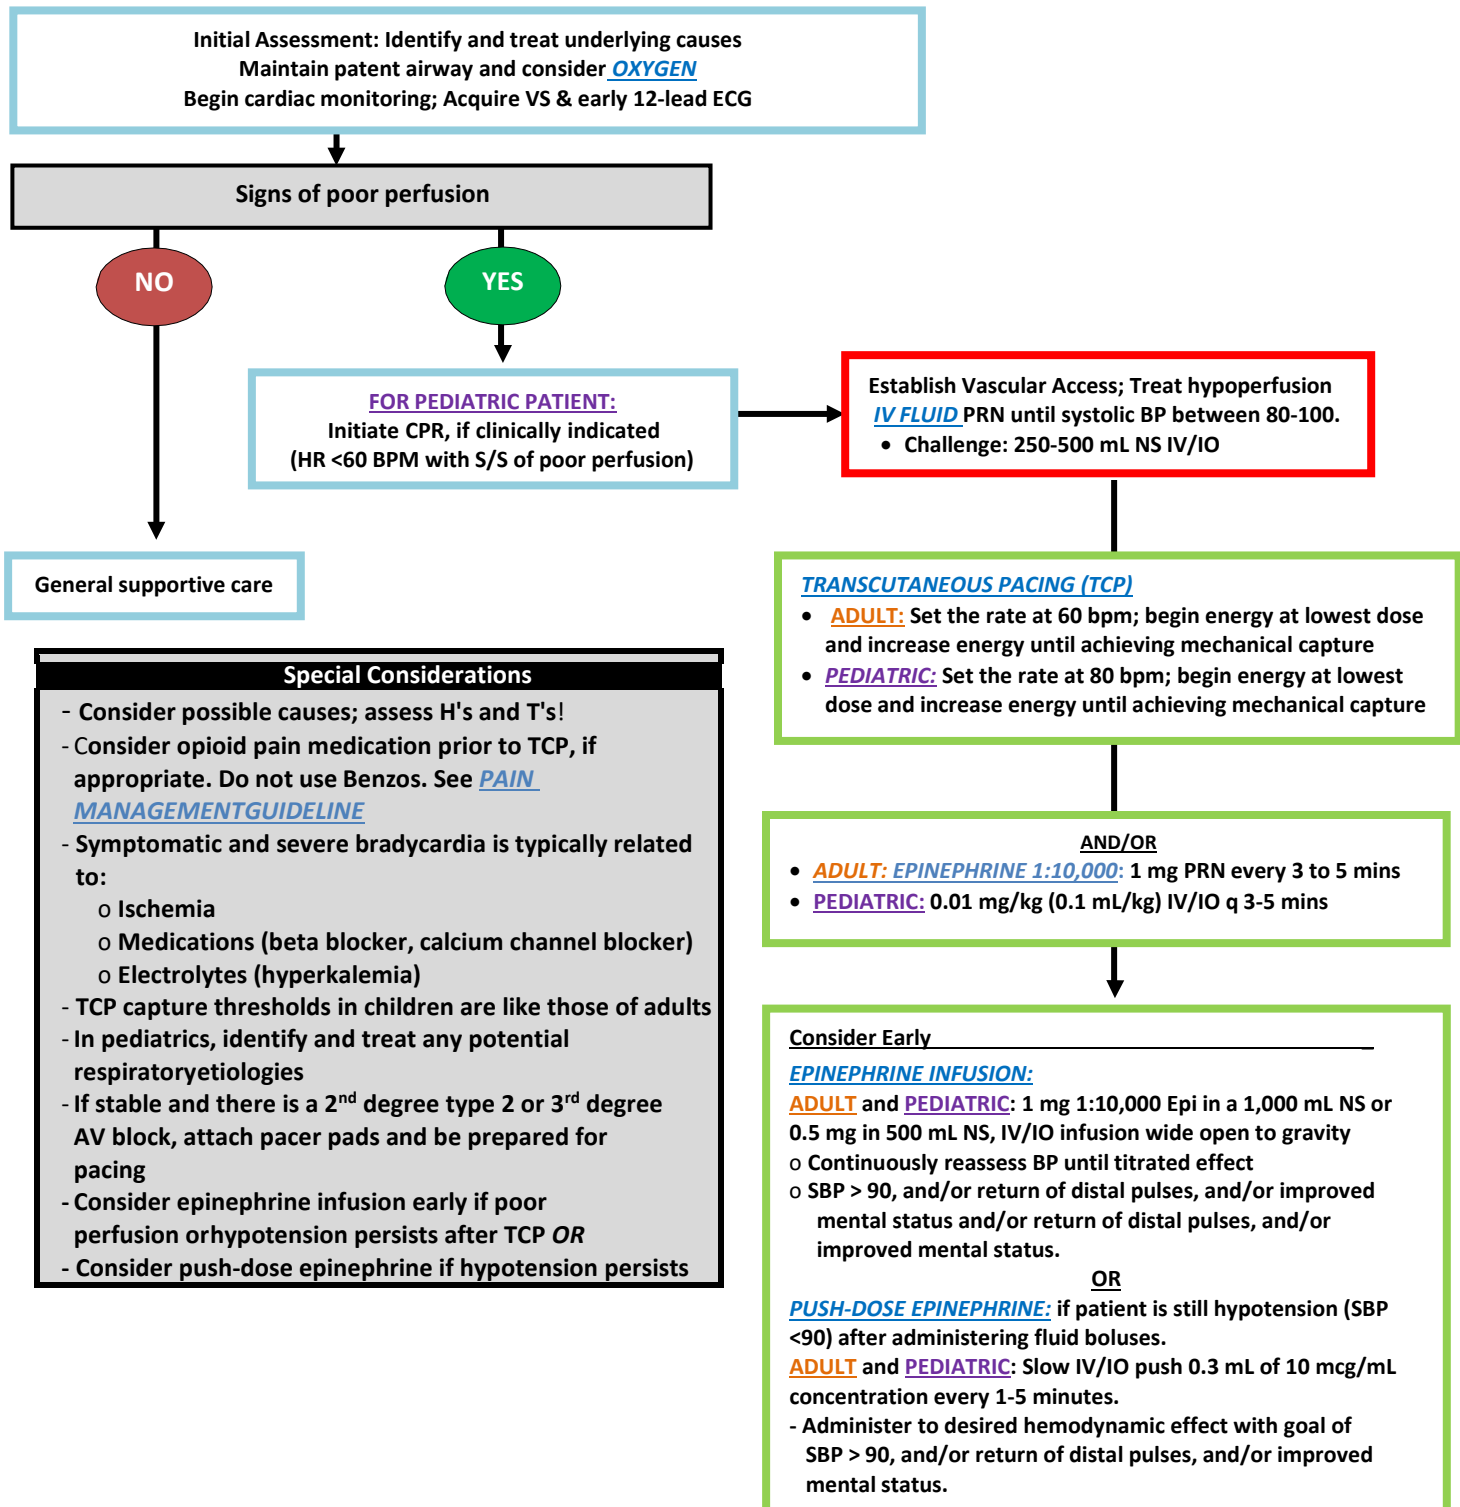 Initial Assessment: Identify and treat underlying causes
Maintain patent airway and consider OXYGEN
Begin cardiac monitoring; Acquire VS & early 12-lead ECG
Signs of poor perfusion
NO
YES
FOR PEDIATRIC PATIENT:
Initiate CPR, if clinically indicated
(HR <60 BPM with S/S of poor perfusion)
Establish Vascular Access; Treat hypoperfusion
IV FLUID PRN until systolic BP between 80-100.
• Challenge: 250-500 mL NS IV/IO
General supportive care
TRANSCUTANEOUS PACING (TCP)
• ADULT: Set the rate at 60 bpm; begin energy at lowest dose
and increase energy until achieving mechanical capture
• PEDIATRIC: Set the rate at 80 bpm; begin energy at lowest
dose and increase energy until achieving mechanical capture
Special Considerations
- Consider possible causes; assess H's and T's!
- Consider opioid pain medication prior to TCP, if
appropriate. Do not use Benzos. See PAIN
MANAGEMENTGUIDELINE
- Symptomatic and severe bradycardia is typically related
to:
o Ischemia
o Medications (beta blocker, calcium channel blocker)
o Electrolytes (hyperkalemia)
- TCP capture thresholds in children are like those of adults
- In pediatrics, identify and treat any potential
respiratoryetiologies
- If stable and there is a 2nd degree type 2 or 3rd degree
AV block, attach pacer pads and be prepared for
pacing
- Consider epinephrine infusion early if poor
perfusion orhypotension persists after TCP OR
- Consider push-dose epinephrine if hypotension persists
AND/OR
• ADULT: EPINEPHRINE 1:10,000: 1 mg PRN every 3 to 5 mins
• PEDIATRIC: 0.01 mg/kg (0.1 mL/kg) IV/IO q 3-5 mins
Consider Early
EPINEPHRINE INFUSION:
ADULT and PEDIATRIC: 1 mg 1:10,000 Epi in a 1,000 mL NS or
0.5 mg in 500 mL NS, IV/IO infusion wide open to gravity
o Continuously reassess BP until titrated effect
o SBP > 90, and/or return of distal pulses, and/or improved
mental status and/or return of distal pulses, and/or
improved mental status.
OR
PUSH-DOSE EPINEPHRINE: if patient is still hypotension (SBP
<90) after administering fluid boluses.
ADULT and PEDIATRIC: Slow IV/IO push 0.3 mL of 10 mcg/mL
concentration every 1-5 minutes.
- Administer to desired hemodynamic effect with goal of
SBP > 90, and/or return of distal pulses, and/or improved
mental status.